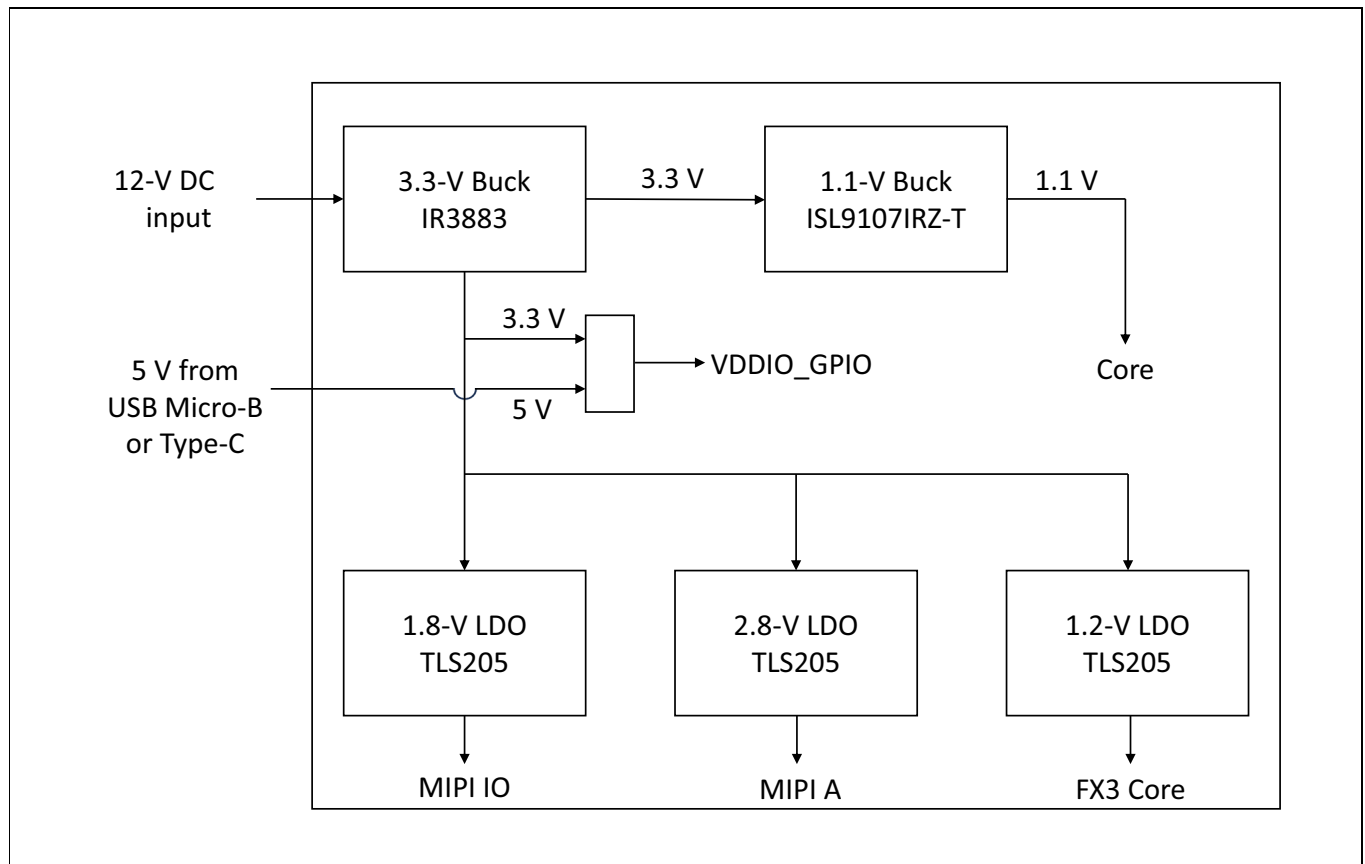 12-V DC
input
3.3-V Buck
IR3883
3.3 V
1.1-V Buck
ISL9107IRZ-T
1.1 V
3.3 V
VDDIO_GPIO
Core
5 V from
USB Micro-B
or Type-C
5 V
1.8-V LDO
TLS205
2.8-V LDO
TLS205
1.2-V LDO
TLS205
MIPI IO
MIPI A
FX3 Core